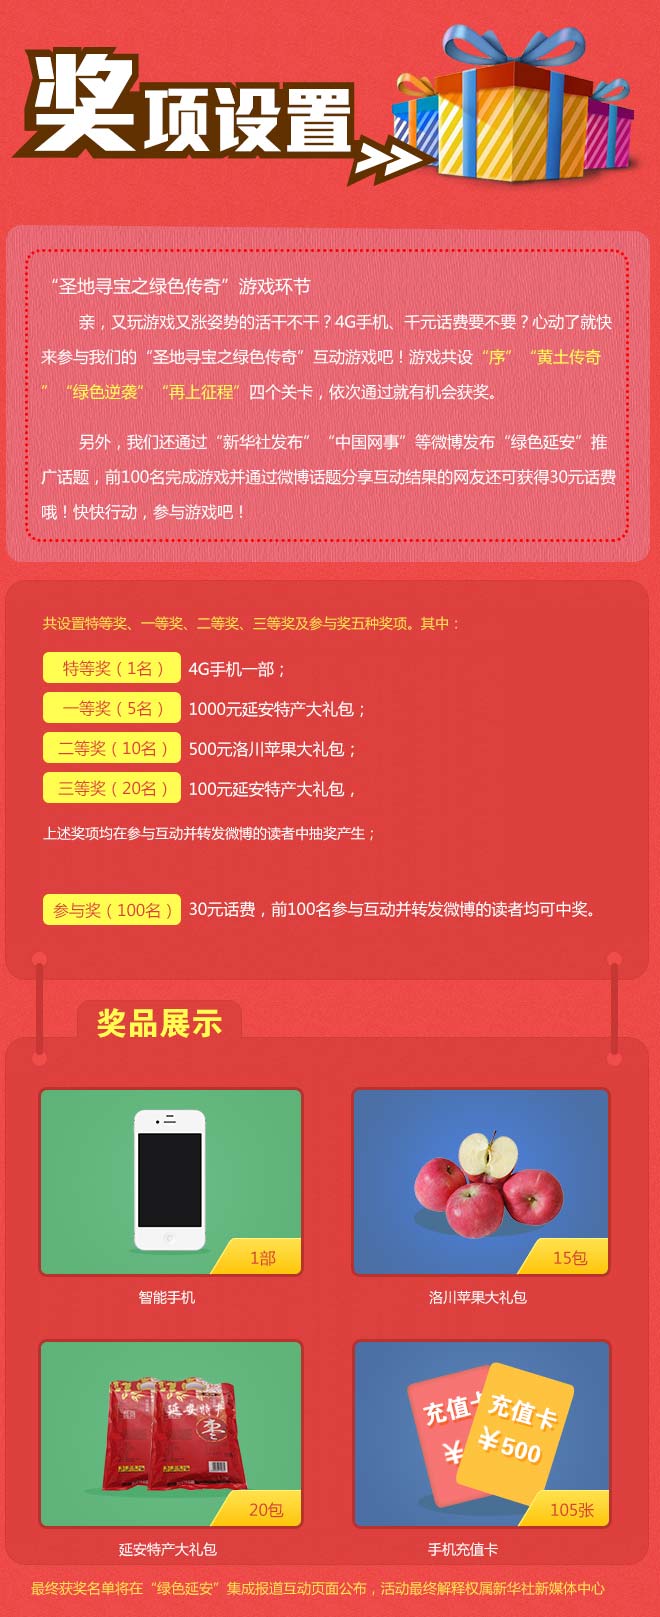 奖项设置
“圣地寻宝之绿色传奇”游戏环节
亲，又玩游戏又涨姿势的活干不干？4G手机、千元话费要不要？心动了就快
来参与我们的“圣地寻宝之绿色传奇”互动游戏吧！游戏共设“序”“黄土传奇
”“绿色逆袭”“再上征程”四个关卡，依次通过就有机会获奖。
另外，我们还通过“新华社发布”“中国网事”等微博发布“绿色延安”推
广话题，前100名完成游戏并通过微博话题分享互动结果的网友还可获得30元话费
哦！快快行动，参与游戏吧！
共设置特等奖、一等奖、二等奖、三等奖及参与奖五种奖项。其中：
特等奖（1名） 4G手机一部；
一等奖（5名） 1000元延安特产大礼包；
二等奖（10名） 500元洛川苹果大礼包；
三等奖（20名） 100元延安特产大礼包，
上述奖项均在参与互动并转发微博的读者中抽奖产生；
参与奖（100名） 30元话费，前100名参与互动并转发微博的读者均可中奖。
奖品展示
1部
15包
智能手机
洛川苹果大礼包
延安特产
枣
充值卡
¥
充值卡
¥500
20包
105张
延安特产大礼包
手机充值卡
最终获奖名单将在“绿色延安”集成报道互动页面公布，活动最终解释权属新华社新媒体中心